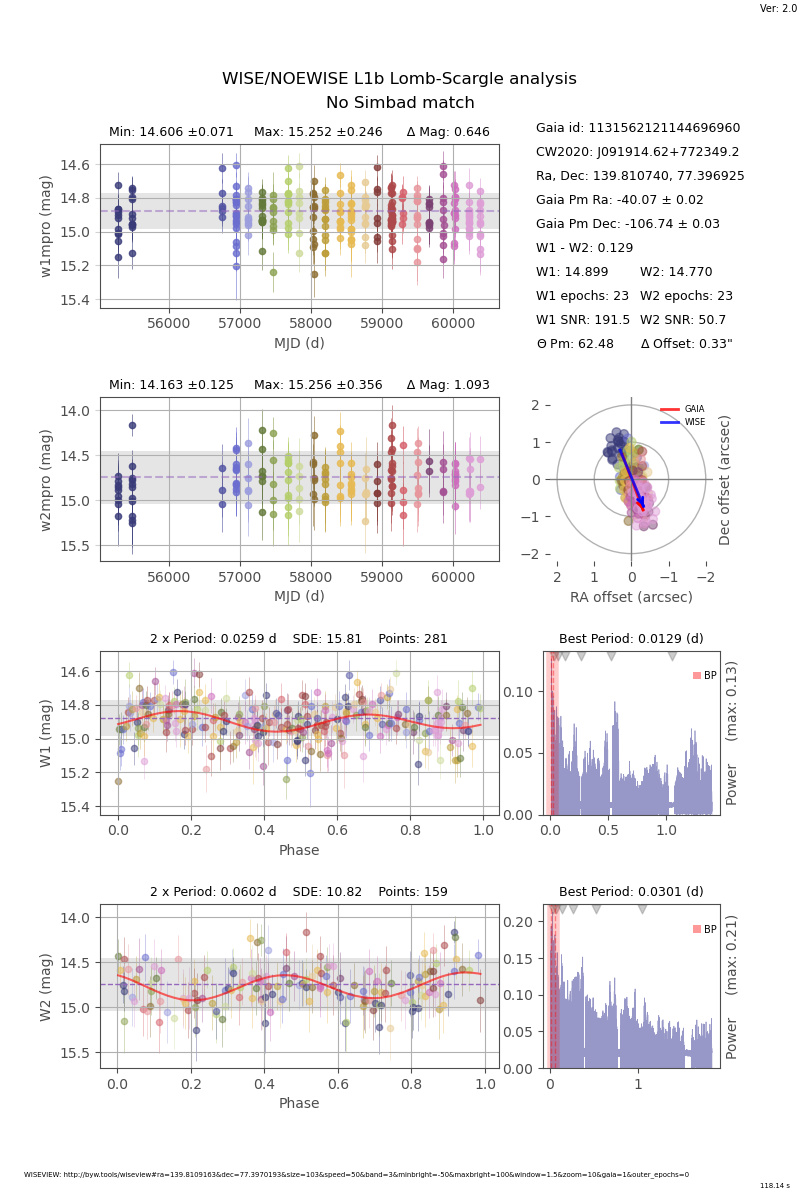 Ver: 2.0
WISE/NOEWISE L1b Lomb-Scargle analysis
No Simbad match
Min: 14.606 ±0.071 Max: 15.252 ±0.246 Δ Mag: 0.646
14.6
14.8
15.0
15.2
15.4
w1mpro (mag)
56000 57000 58000 59000 60000
MJD (d)
Gaia id: 1131562121144696960
CW2020: J091914.62+772349.2
Ra, Dec: 139.810740, 77.396925
Gaia Pm Ra: -40.07 ± 0.02
Gaia Pm Dec: -106.74 ± 0.03
W1 - W2: 0.129
W1: 14.899 W2: 14.770
W1 epochs: 23 W2 epochs: 23
W1 SNR: 191.5 W2 SNR: 50.7
Θ Pm: 62.48 Δ Offset: 0.33"
Min: 14.163 ±0.125 Max: 15.256 ±0.356 Δ Mag: 1.093
14.0
14.5
15.0
15.5
w2mpro (mag)
56000 57000 58000 59000 60000
MJD (d)
GAIA
WISE
2
1
0
−1
−2
2 1 0 −1 −2
RA offset (arcsec)
Dec offset (arcsec)
2 x Period: 0.0259 d SDE: 15.81 Points: 281
14.6
14.8
15.0
15.2
15.4
W1 (mag)
0.0 0.2 0.4 0.6 0.8 1.0
Phase
Best Period: 0.0129 (d)
BP
0.10
0.05
0.00
0.0 0.5 1.0
Power (max: 0.13)
2 x Period: 0.0602 d SDE: 10.82 Points: 159
14.0
14.5
15.0
15.5
W2 (mag)
0.0 0.2 0.4 0.6 0.8 1.0
Phase
Best Period: 0.0301 (d)
BP
0.20
0.15
0.10
0.05
0.00
0 1
Power (max: 0.21)
WISEVIEW: http://byw.tools/wiseview#ra=139.8109163&dec=77.3970193&size=103&speed=50&band=3&minbright=-50&maxbright=100&window=1.5&zoom=10&gaia=1&outer_epochs=0
118.14 s